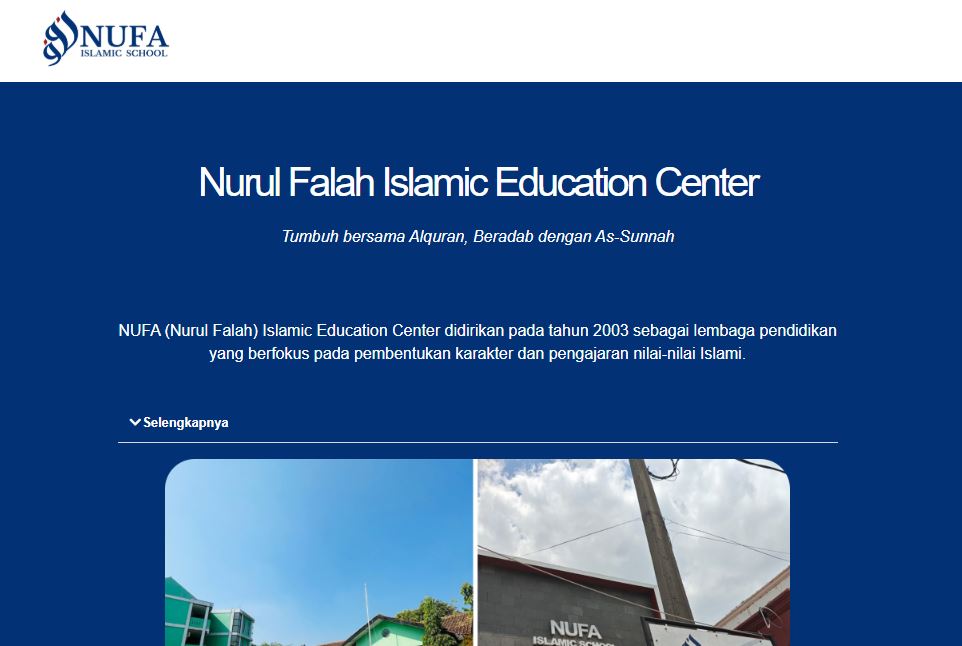 NUFA
ISLAMIC SCHOOL
Nurul Falah Islamic Education Center
Tumbuh bersama Alquran, Beradab dengan As-Sunnah
NUFA (Nurul Falah) Islamic Education Center didirikan pada tahun 2003 sebagai lembaga pendidikan
yang berfokus pada pembentukan karakter dan pengajaran nilai-nilai Islami.
Selengkapnya
NUFA
ISLAMIC SCHOOL